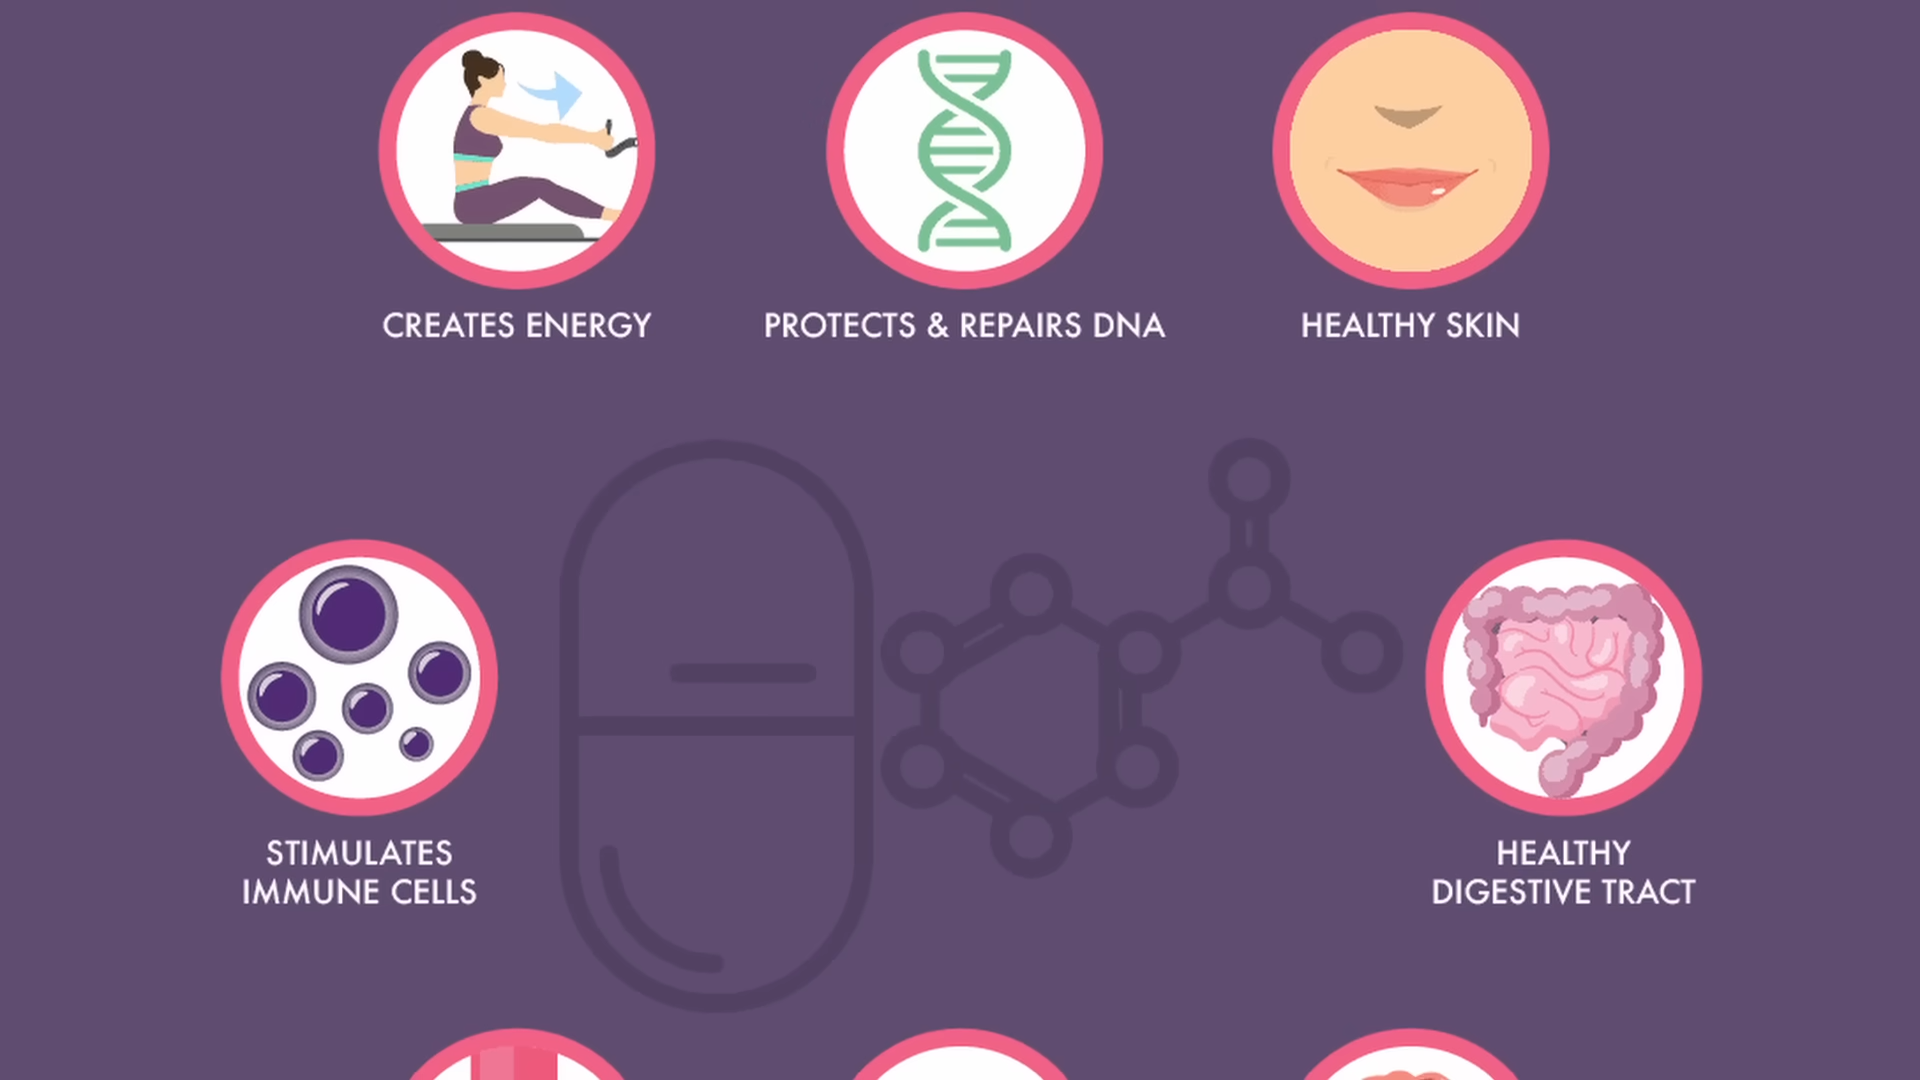 CREATES ENERGY
PROTECTS & REPAIRS DNA
HEALTHY SKIN
STIMULATES
IMMUNE CELLS
HEALTHY
DIGESTIVE TRACT